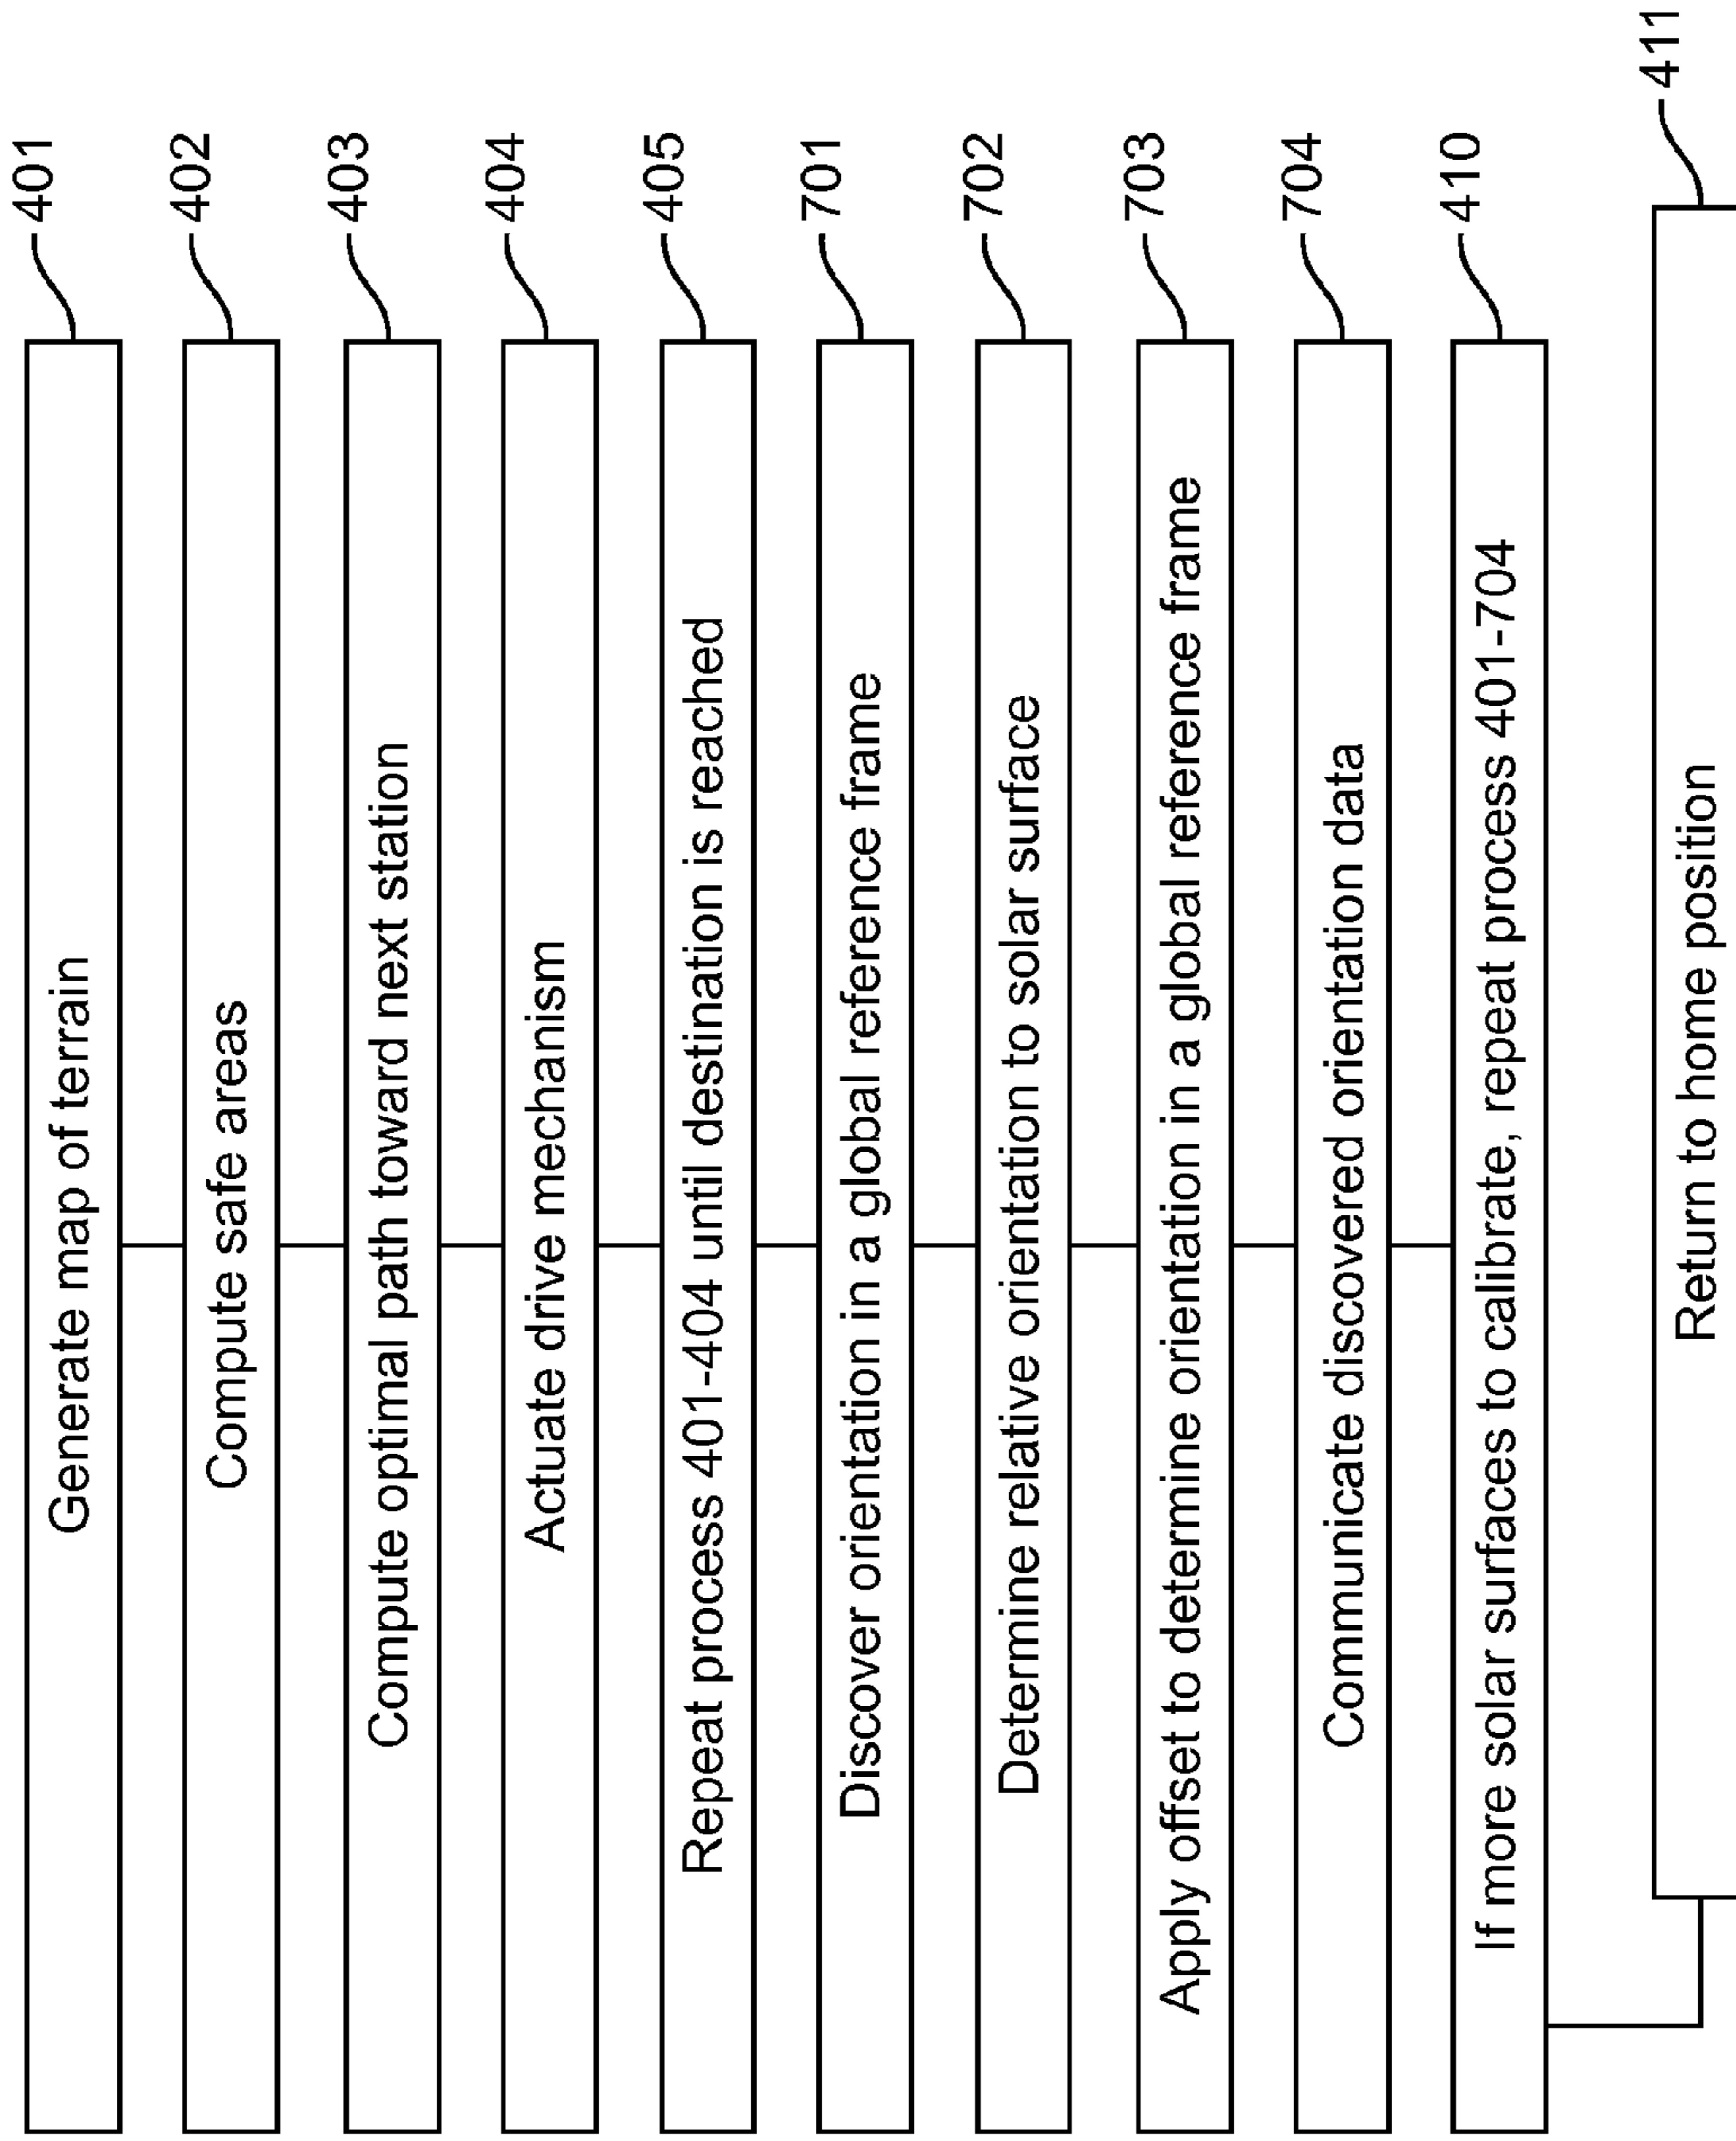 Generate map of terrain 401
Compute safe areas 402
Compute optimal path toward next station 403
Actuate drive mechanism 404
Repeat process 401-404 until destination is reached 405
Discover orientation in a global reference frame 701
Determine relative orientation to solar surface 702
Apply offset to determine orientation in a global reference frame 703
Communicate discovered orientation data 704
If more solar surfaces to calibrate, repeat process 401-704 410
Return to home position 411